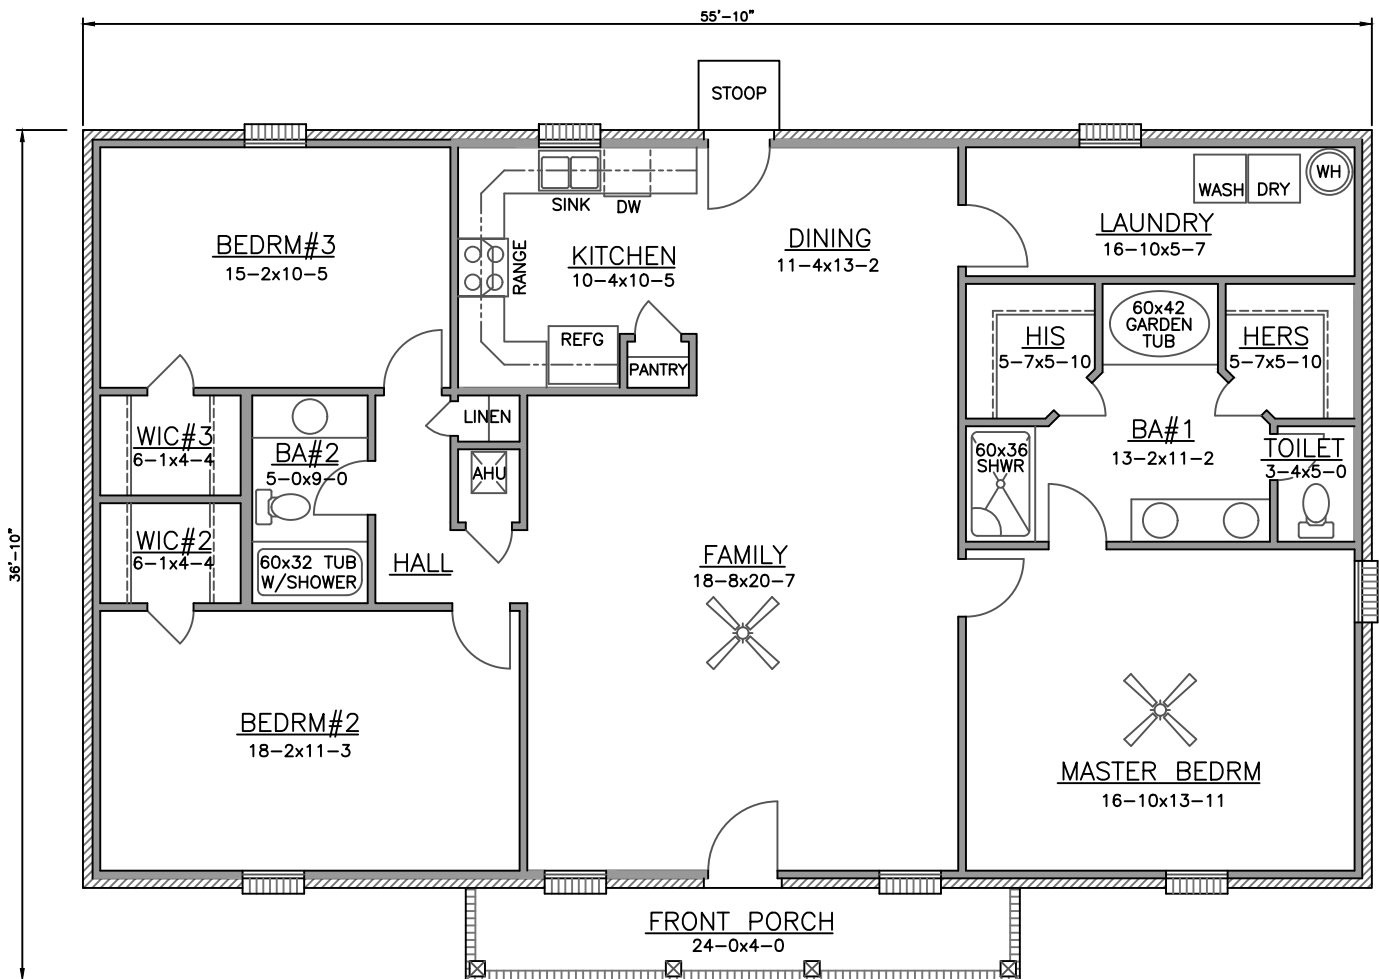 55'-10"
STOOP
BEDRM#3
15-2x10-5
SINK
DW
RANGE
KITCHEN
10-4x10-5
REFG
PANTRY
DINING
11-4x13-2
WASH
DRY
WH
LAUNDRY
16-10x5-7
HIS
5-7x5-10
60x42
GARDEN
TUB
HERS
5-7x5-10
WIC#3
6-1x4-4
BA#2
5-0x9-0
LINEN
AHU
60x36
SHWR
BA#1
13-2x11-2
TOILET
3-4x5-0
36'-10"
WIC#2
6-1x4-4
60x32 TUB
W/SHOWER
HALL
FAMILY
18-8x20-7
BEDRM#2
18-2x11-3
MASTER BEDRM
16-10x13-11
FRONT PORCH
24-0x4-0